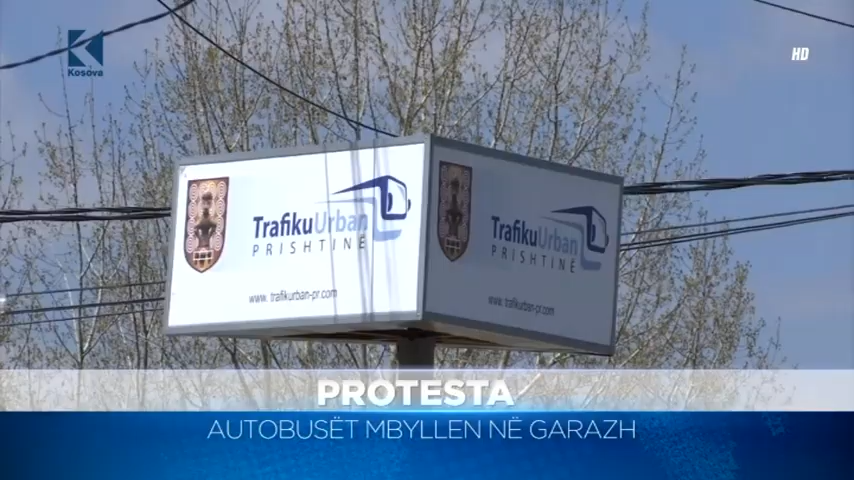 K
Kosova
HD
TrafikuUrban
PRISHTINË
www.trafikurban-pr.com
TrafikuUrban
PRISHTINË
www.trafikurban-pr.com
PROTESTA
AUTOBUSËT MBYLLEN NË GARAZH